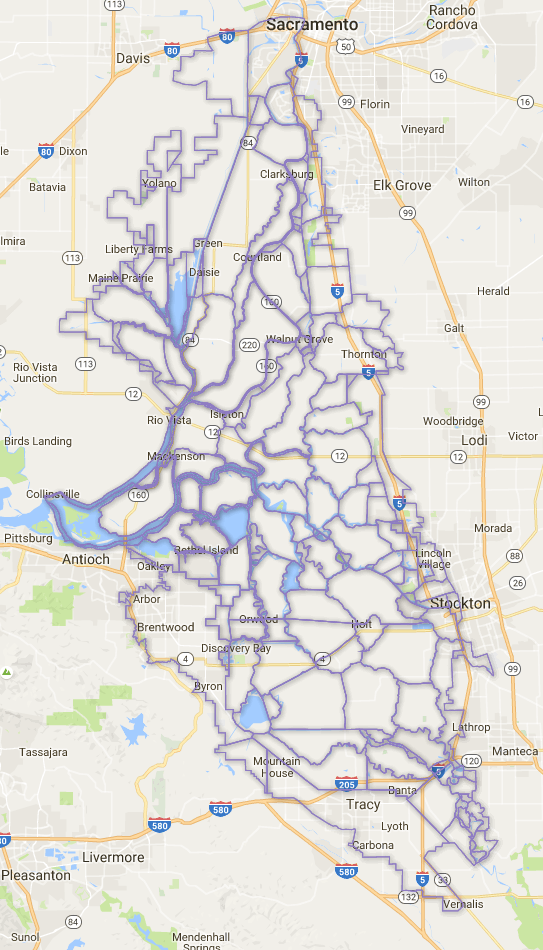 113
Sacramento
Rancho
Cordova
80
80
50
Davis
5
16
99
Florin
16
Vineyard
84
80
Dixon
le
Clarksburg
Batavia
Yolano
Elk Grove
Wilton
99
lmira
Liberty Farms
Green
113
Courtland
Maine Prairie
Daisie
5
Herald
160
Galt
84
220
Walnut Grove
Thornton
2
113
160
5
Rio Vista
Junction
12
99
Rio Vista
Isleton
Woodbridge
12
Birds Landing
Lodi
Victor
Mackenson
12
12
Collinsville
160
5
Pittsburg
Morada
Antioch
Bethel Island
Lincoln
Village
88
Oakley
26
Arbor
Stockton
Brentwood
Orwood
Holt
Discovery Bay
4
4
99
Byron
Lathrop
Tassajara
Mountain
House
120
Manteca
5
205
Banta
580
Tracy
580
Lyoth
80
Carbona
Livermore
580
5
33
Pleasanton
132
Vernalis
84
Sunol
Mendenhall
Springs